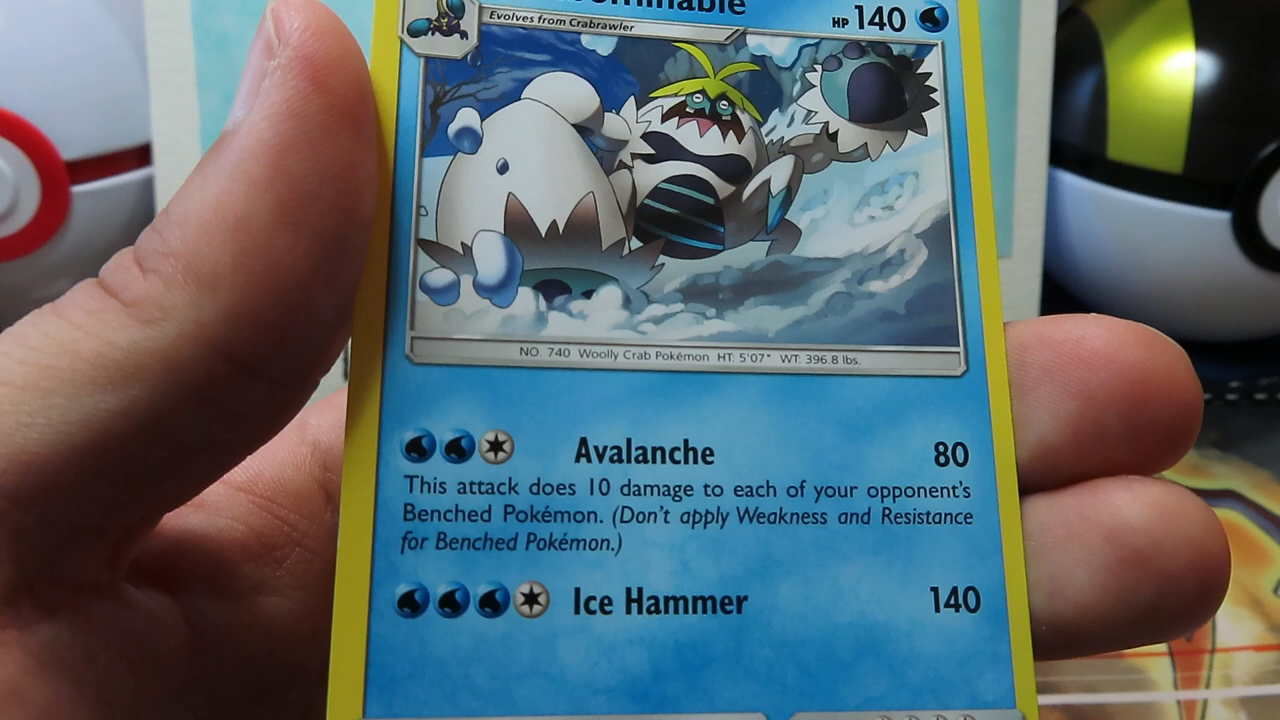 Evolves from Crabrawler
HP 140
NO. 740 Woolly Crab Pokémon HT: 5'07" WT: 396.8 lbs.
Avalanche 80
This attack does 10 damage to each of your opponent's
Benched Pokémon. (Don't apply Weakness and Resistance
for Benched Pokémon.)
Ice Hammer 140